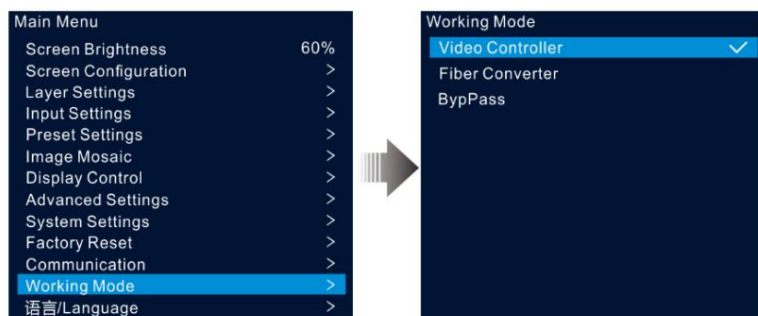 Main Menu
Screen Brightness 60%
Screen Configuration >
Layer Settings >
Input Settings >
Preset Settings >
Image Mosaic >
Display Control >
Advanced Settings >
System Settings >
Factory Reset >
Communication >
Working Mode >
语言/Language >
Working Mode
Video Controller ✓
Fiber Converter
BypPass